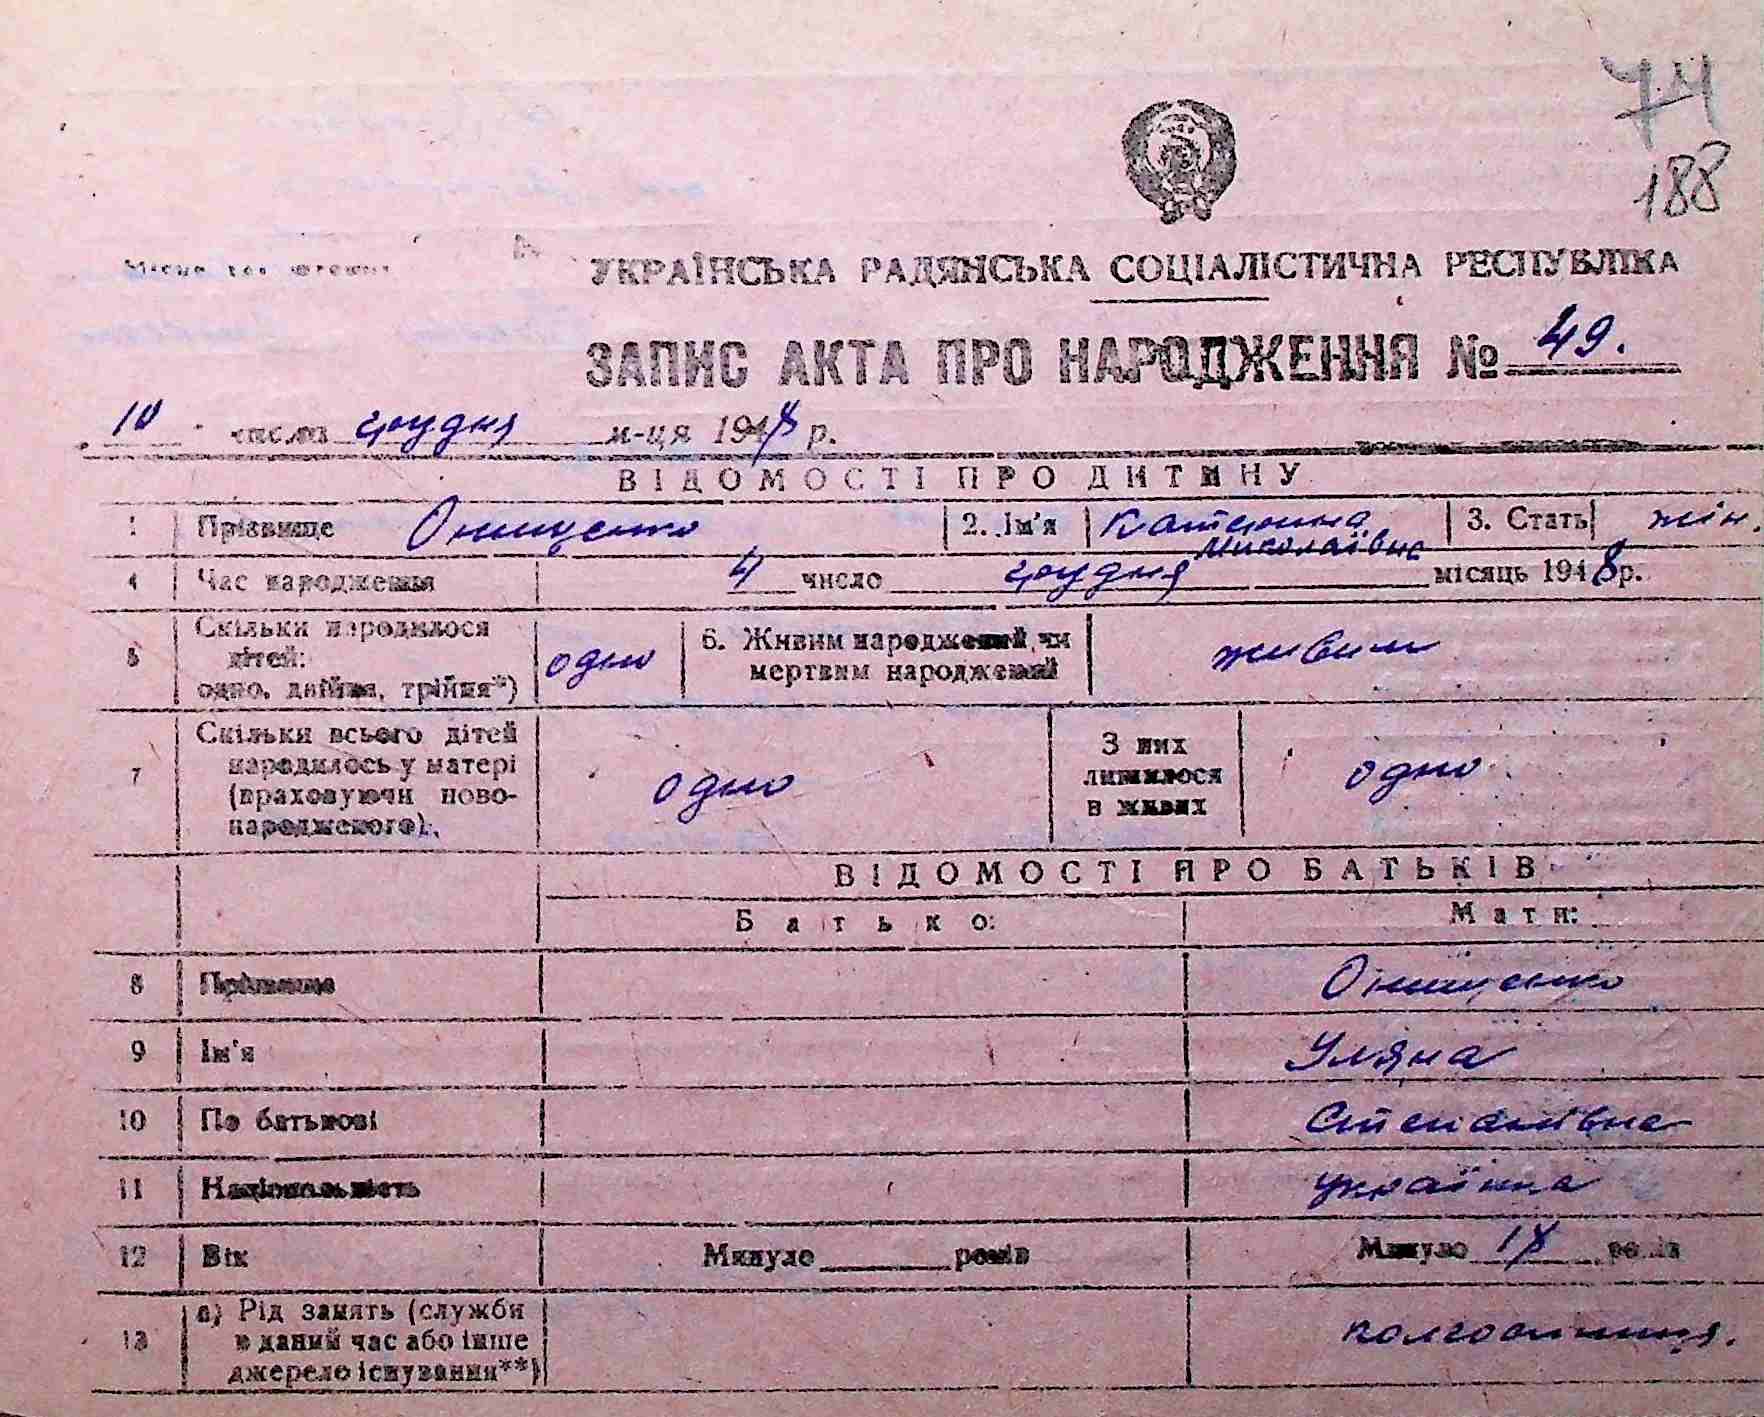 74
188
УКРАЇНСЬКА РАДЯНСЬКА СОЦІАЛІСТИЧНА РЕСПУБЛІКА
ЗАПИС АКТА ПРО НАРОДЖЕННЯ № 49.
10 числа грудня м-ця 1948 р.
ВІДОМОСТІ ПРО ДИТИНУ
1 Прізвище Онищенко 2. Ім'я Катерина Миколаївна 3. Стать жін.
4 Час народження 4 число грудня місяць 1948 р.
5 Скільки народилося дітей: одно, двійня, трійня*) одно 6. Живим народжений, чи мертвим народжений живим
7 Скільки всього дітей народилось у матері (враховуючи новонародженого). одно З них лишилося в живих одно
ВІДОМОСТІ ПРО БАТЬКІВ
Батько: Мати:
8 Прізвище Онищенко
9 Ім'я Уляна
10 По батькові Степанівна
11 Національність українка
12 Вік Минуло ______ років Минуло 18 років
13 а) Рід занять (служби в даний час або інше джерело існування**) колгоспниця.